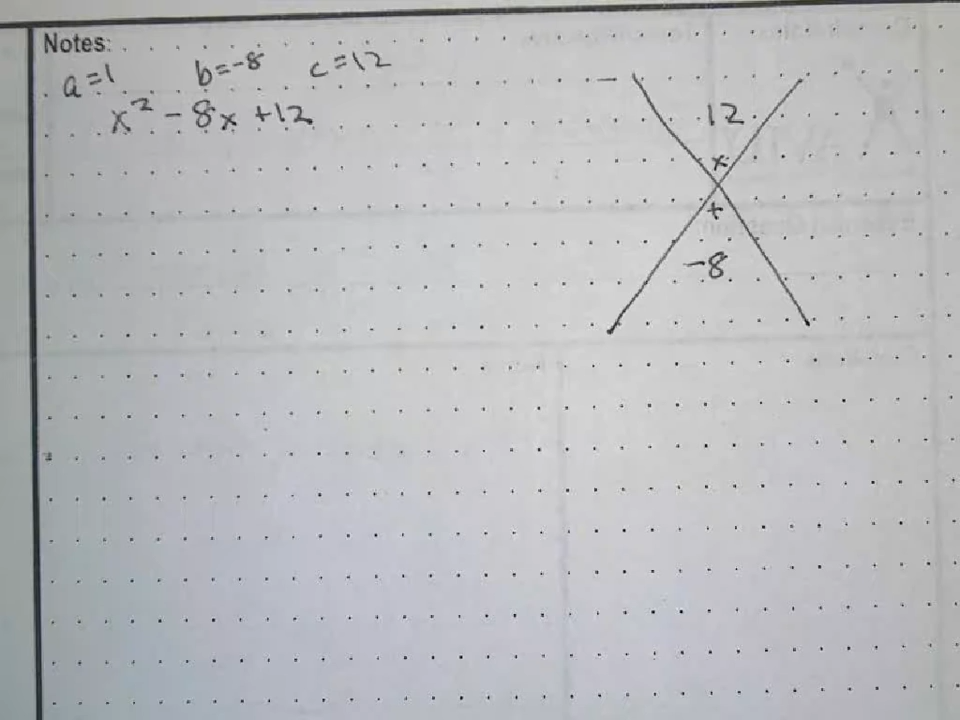 Notes:
a=1 b=-8 c=12
x² - 8x + 12
12
x
+
-8